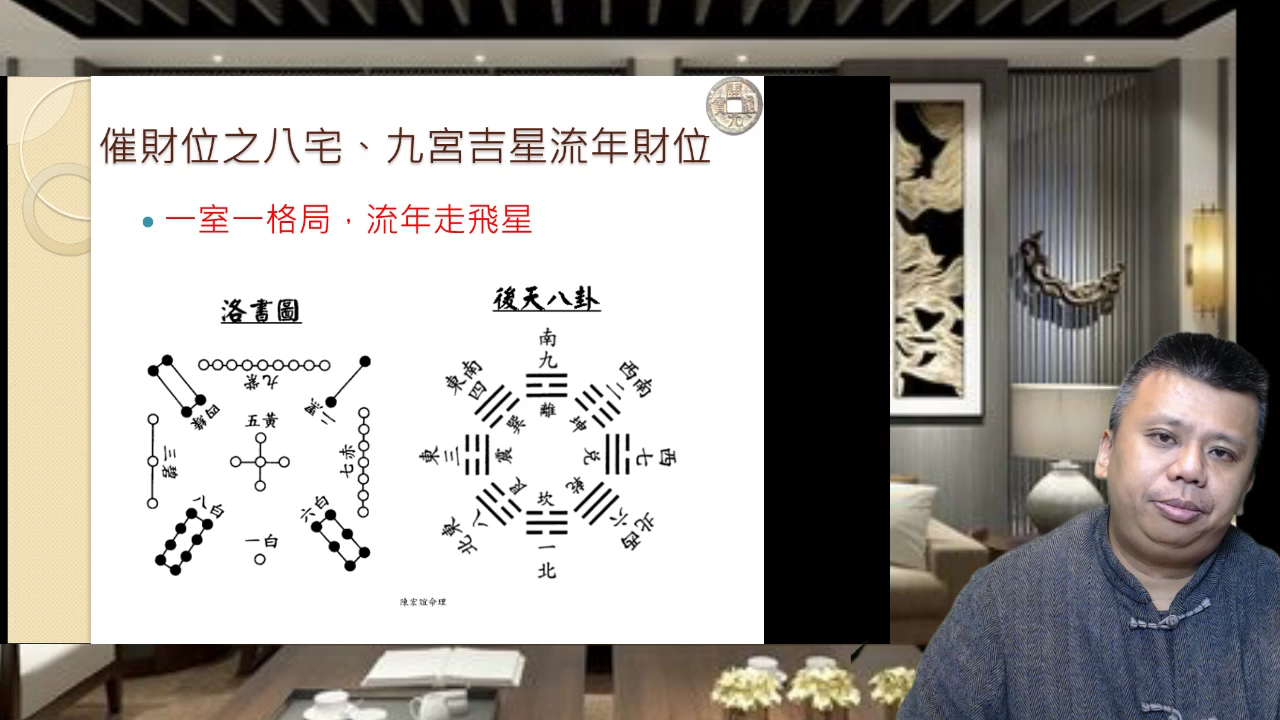 催財位之八宅、九宮吉星流年財位
一室一格局，流年走飛星
洛書圖
九紫
四綠
二黑
五黃
三碧
七赤
八白
六白
一白
後天八卦
南
九
離
東南
四
巽
西南
二
坤
東
三
震
西
七
兌
東北
八
艮
西北
六
乾
坎
一
北
陳宏誼命理